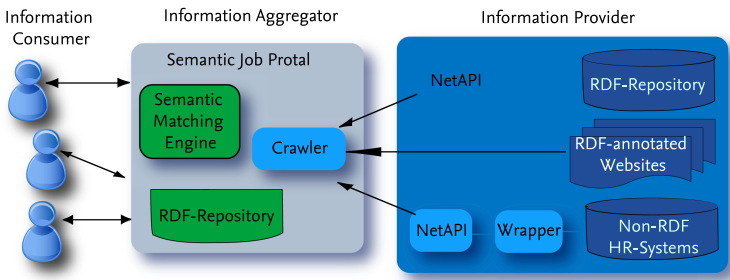 Information
Consumer
Information Aggregator
Information Provider
Semantic Job Protal
Semantic
Matching
Engine
Crawler
RDF-Repository
NetAPI
RDF-Repository
RDF-annotated
Websites
NetAPI
Wrapper
Non-RDF
HR-Systems